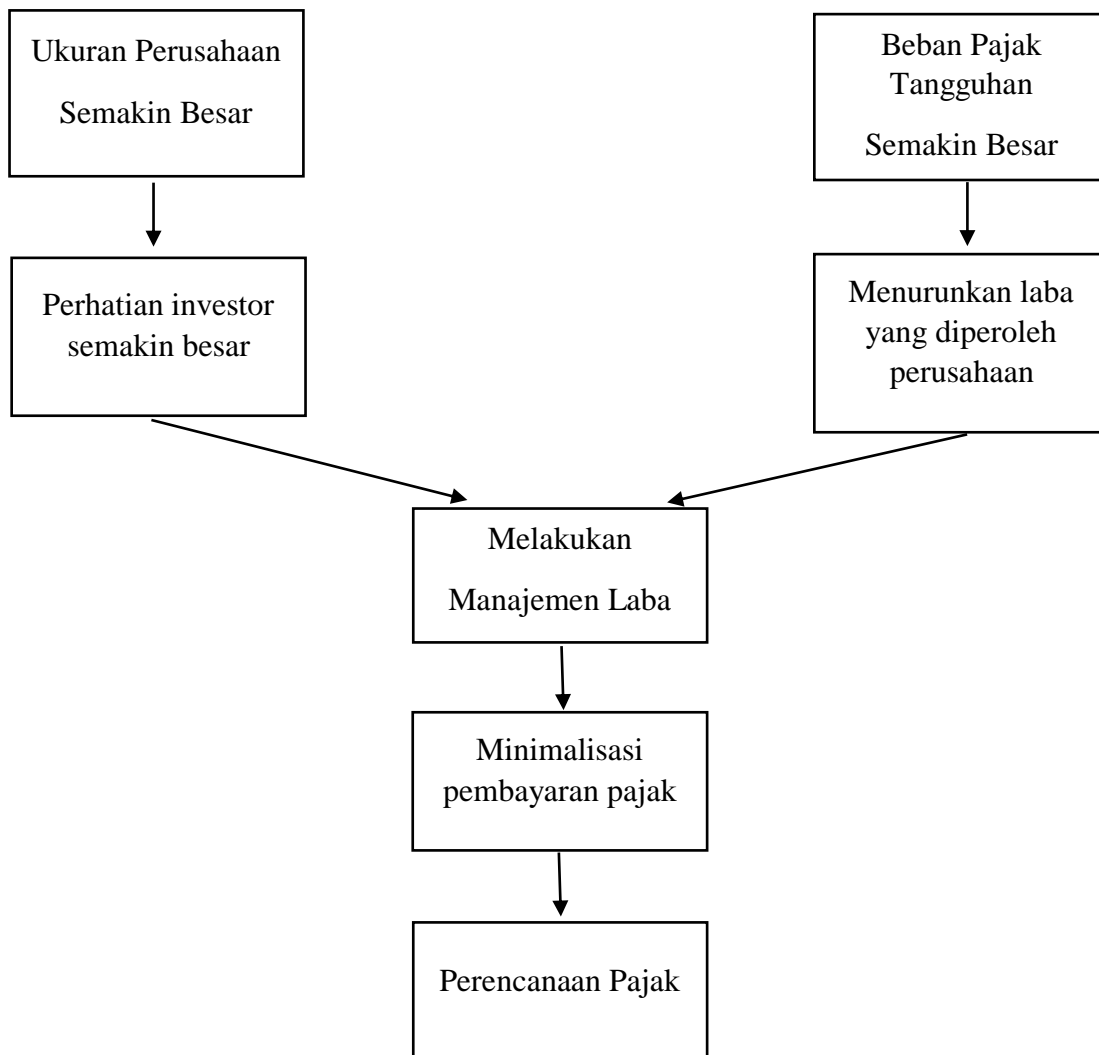 Ukuran Perusahaan
Semakin Besar
Beban Pajak
Tangguhan
Semakin Besar
Perhatian investor
semakin besar
Menurunkan laba
yang diperoleh
perusahaan
Melakukan
Manajemen Laba
Minimalisasi
pembayaran pajak
Perencanaan Pajak